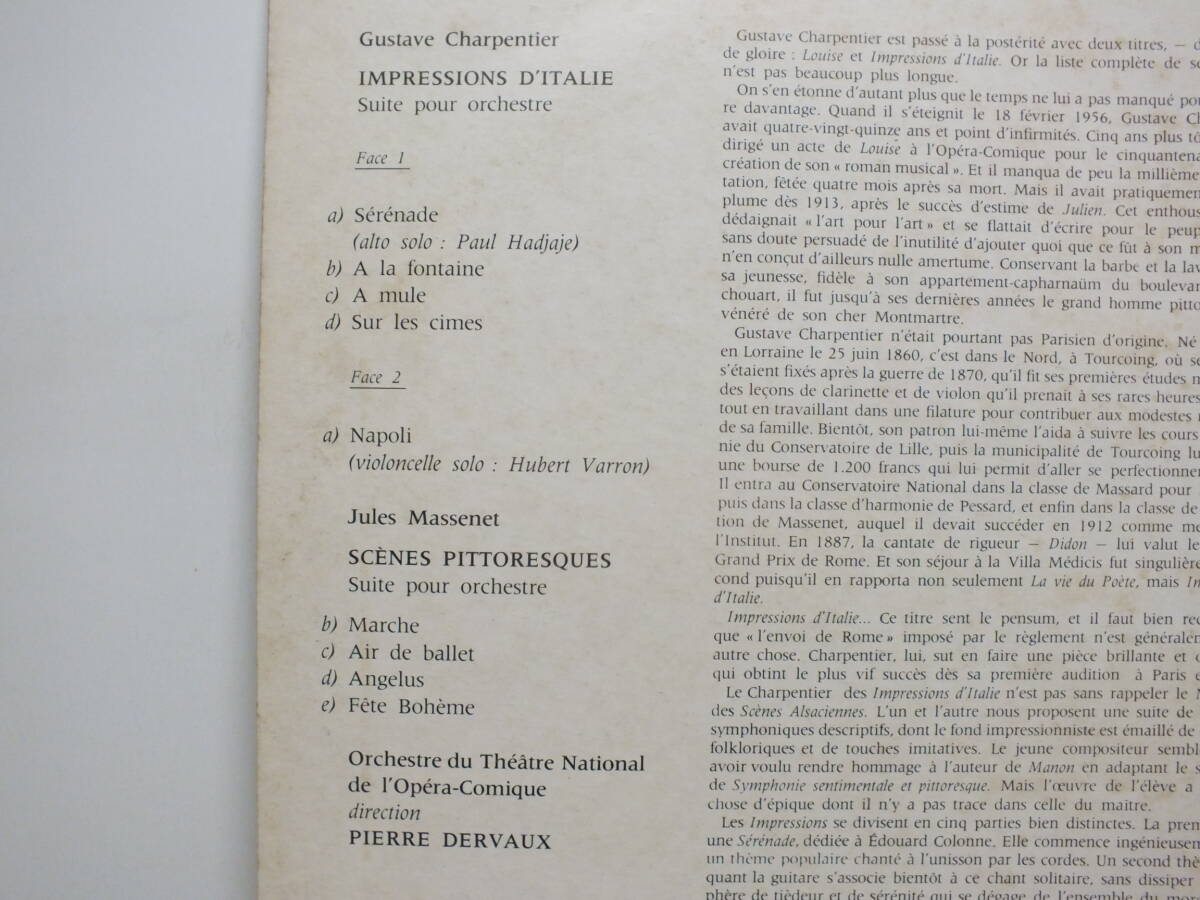 Gustave Charpentier
IMPRESSIONS D'ITALIE
Suite pour orchestre
Face 1
a) Sérénade
(alto solo : Paul Hadjaje)
b) A la fontaine
c) A mule
d) Sur les cimes
Face 2
a) Napoli
(violoncelle solo : Hubert Varron)
Jules Massenet
SCÈNES PITTORESQUES
Suite pour orchestre
b) Marche
c) Air de ballet
d) Angelus
e) Fête Bohème
Orchestre du Théâtre National
de l'Opéra-Comique
direction
PIERRE DERVAUX
Gustave Charpentier est passé à la postérité avec deux titres, –
de gloire : Louise et Impressions d'Italie. Or la liste complète de
n'est pas beaucoup plus longue.
On s'en étonne d'autant plus que le temps ne lui a pas manqué
re davantage. Quand il s'éteignit le 18 février 1956, Gustave
avait quatre-vingt-quinze ans et point d'infirmités. Cinq ans plus
dirigé un acte de Louise à l'Opéra-Comique pour le
création de son « roman musical ». Et il manqua de peu la millième
tation, fêtée quatre mois après sa mort. Mais il avait
plume dès 1913, après le succès d'estime de Julien. Cet
dédaignait « l'art pour l'art » et se flattait d'écrire pour le
sans doute persuadé de l'inutilité d'ajouter quoi que ce fût à son
n'en conçut d'ailleurs nulle amertume. Conservant la barbe et la
sa jeunesse, fidèle à son appartement-capharnaüm du
chouart, il fut jusqu'à ses dernières années le grand homme
vénéré de son cher Montmartre.
Gustave Charpentier n'était pourtant pas Parisien d'origine. Né
en Lorraine le 25 juin 1860, c'est dans le Nord, à Tourcoing, où
s'étaient fixés après la guerre de 1870, qu'il fit ses premières études
des leçons de clarinette et de violon qu'il prenait à ses rares heures
tout en travaillant dans une filature pour contribuer aux modestes
de sa famille. Bientôt, son patron lui-même l'aida à suivre les cours
nie du Conservatoire de Lille, puis la municipalité de Tourcoing
une bourse de 1.200 francs qui lui permit d'aller se
Il entra au Conservatoire National dans la classe de Massard pour
puis dans la classe d'harmonie de Pessard, et enfin dans la classe de
tion de Massenet, auquel il devait succéder en 1912 comme
l'Institut. En 1887, la cantate de rigueur – Didon – lui valut
Grand Prix de Rome. Et son séjour à la Villa Médicis fut
cond puisqu'il en rapporta non seulement La vie du Poète, mais
d'Italie.
Impressions d'Italie... Ce titre sent le pensum, et il faut bien
que « l'envoi de Rome » imposé par le règlement n'est
autre chose. Charpentier, lui, sut en faire une pièce brillante et
qui obtint le plus vif succès dès sa première audition à Paris
Le Charpentier des Impressions d'Italie n'est pas sans rappeler le
des Scènes Alsaciennes. L'un et l'autre nous proposent une suite de
symphoniques descriptifs, dont le fond impressionniste est émaillé de
folkloriques et de touches imitatives. Le jeune compositeur
avoir voulu rendre hommage à l'auteur de Manon en adaptant le
de Symphonie sentimentale et pittoresque. Mais l'œuvre de l'élève a
chose d'épique dont il n'y a pas trace dans celle du maître.
Les Impressions se divisent en cinq parties bien distinctes. La
une Sérénade, dédiée à Édouard Colonne. Elle commence
un thème populaire chanté à l'unisson par les cordes. Un second
quant la guitare s'associe bientôt à ce chant solitaire, sans dissiper
phère de tiédeur et de sérénité qui se dégage de l'ensemble du